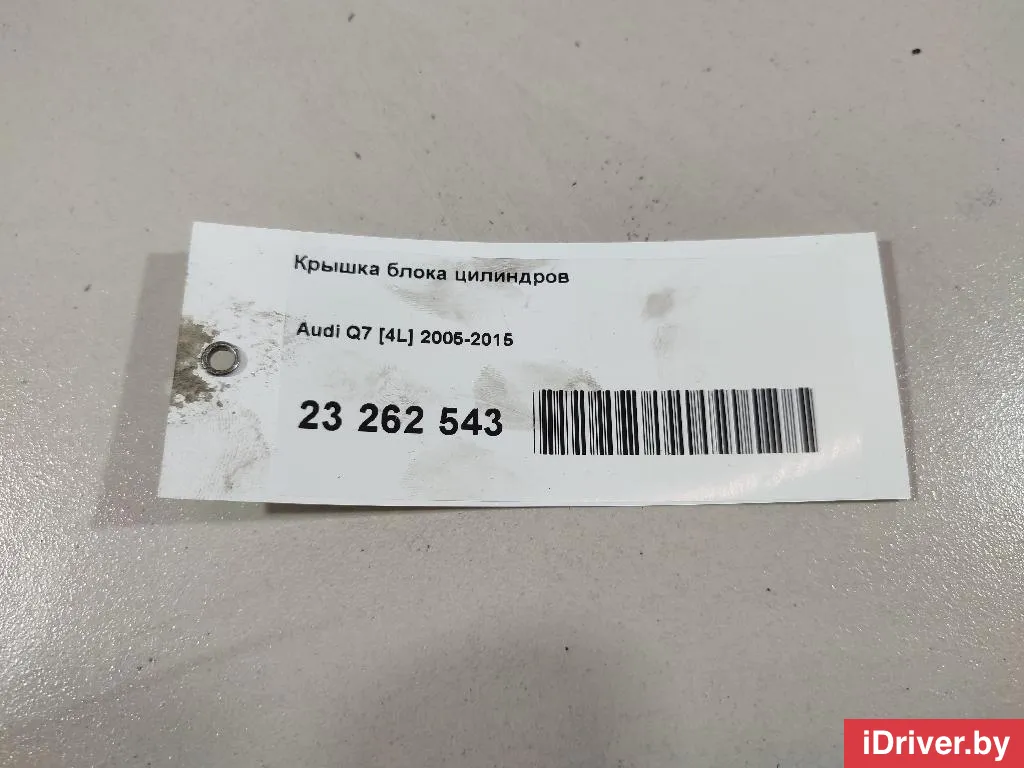 Крышка блока цилиндров
Audi Q7 [4L] 2005-2015
23 262 543
iDriver.by